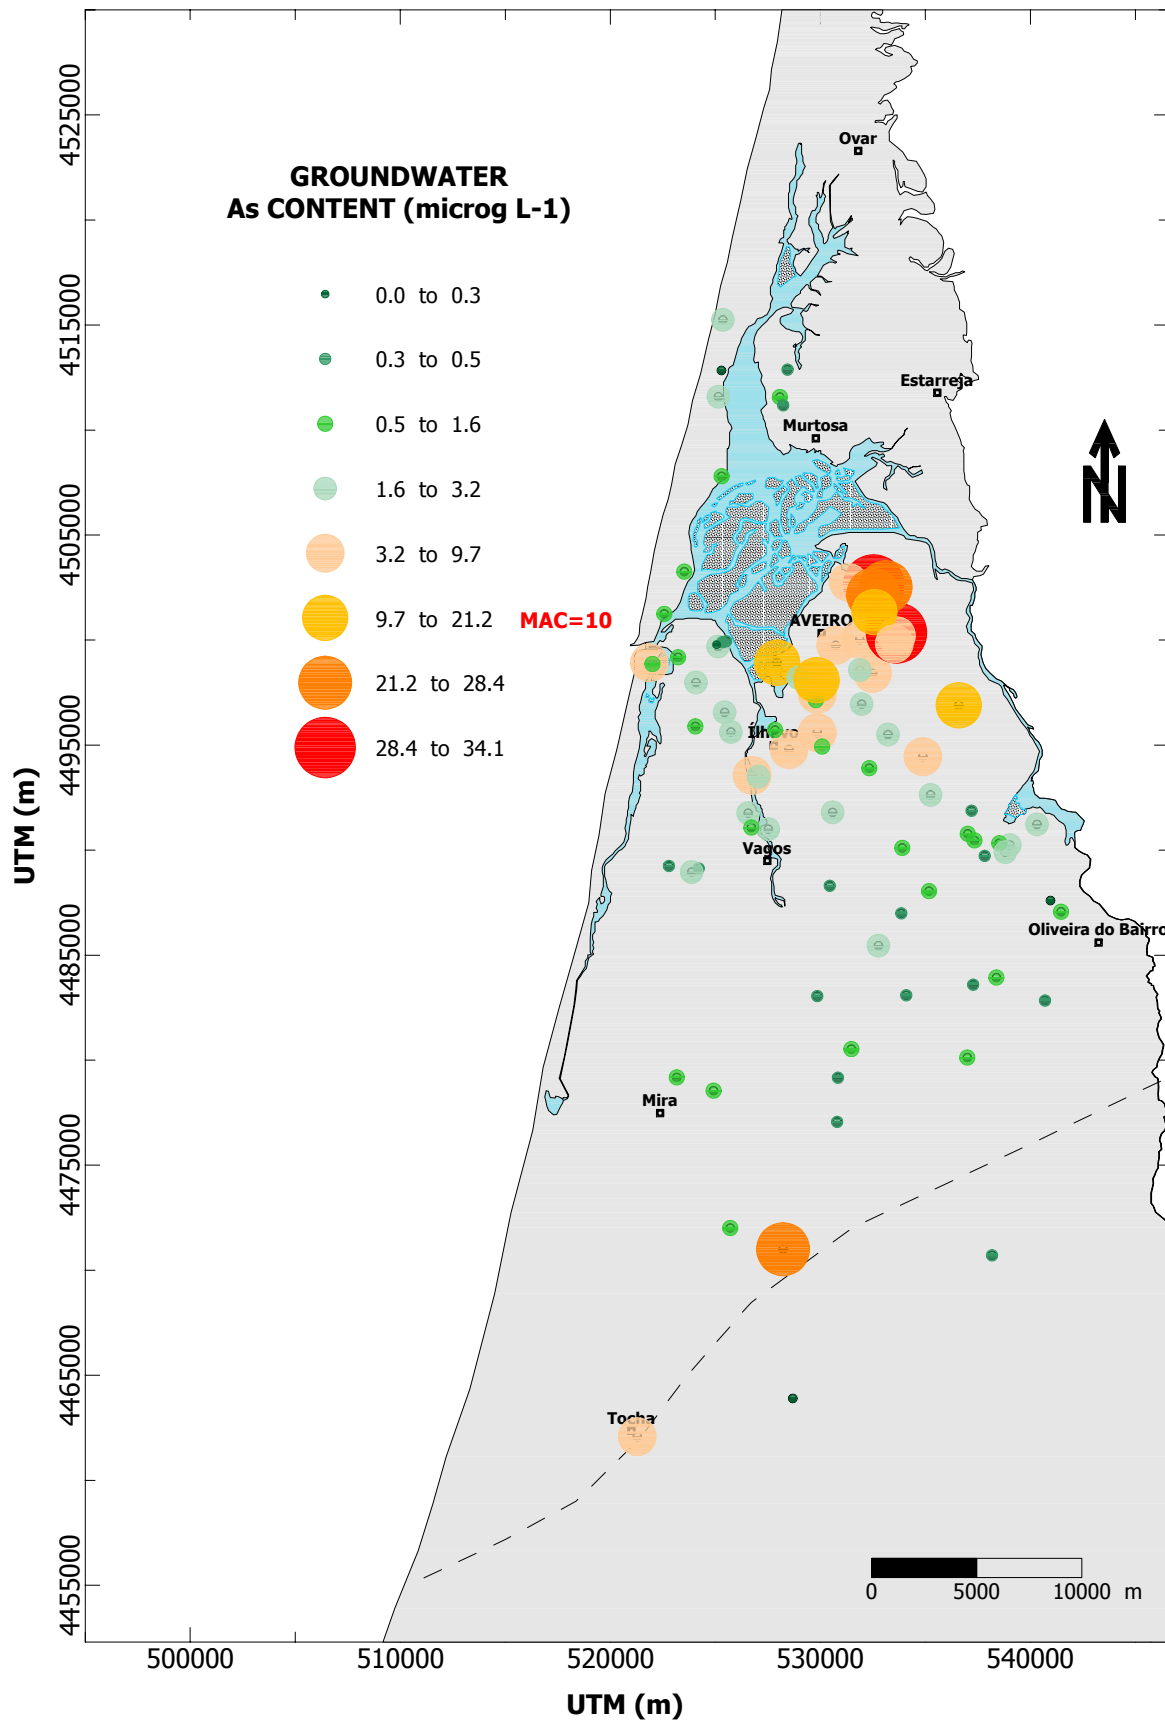 GROUNDWATER
As CONTENT (microg L-1)
0.0 to 0.3
0.3 to 0.5
0.5 to 1.6
1.6 to 3.2
3.2 to 9.7
9.7 to 21.2 MAC=10
21.2 to 28.4
28.4 to 34.1
Ovar
Estarreja
Murtosa
N
AVEIRO
Ílhavo
Vagos
Oliveira do Bairro
Mira
Tocha
0 5000 10000 m
4525000
4515000
4505000
4495000
4485000
4475000
4465000
4455000
UTM (m)
500000 510000 520000 530000 540000
UTM (m)